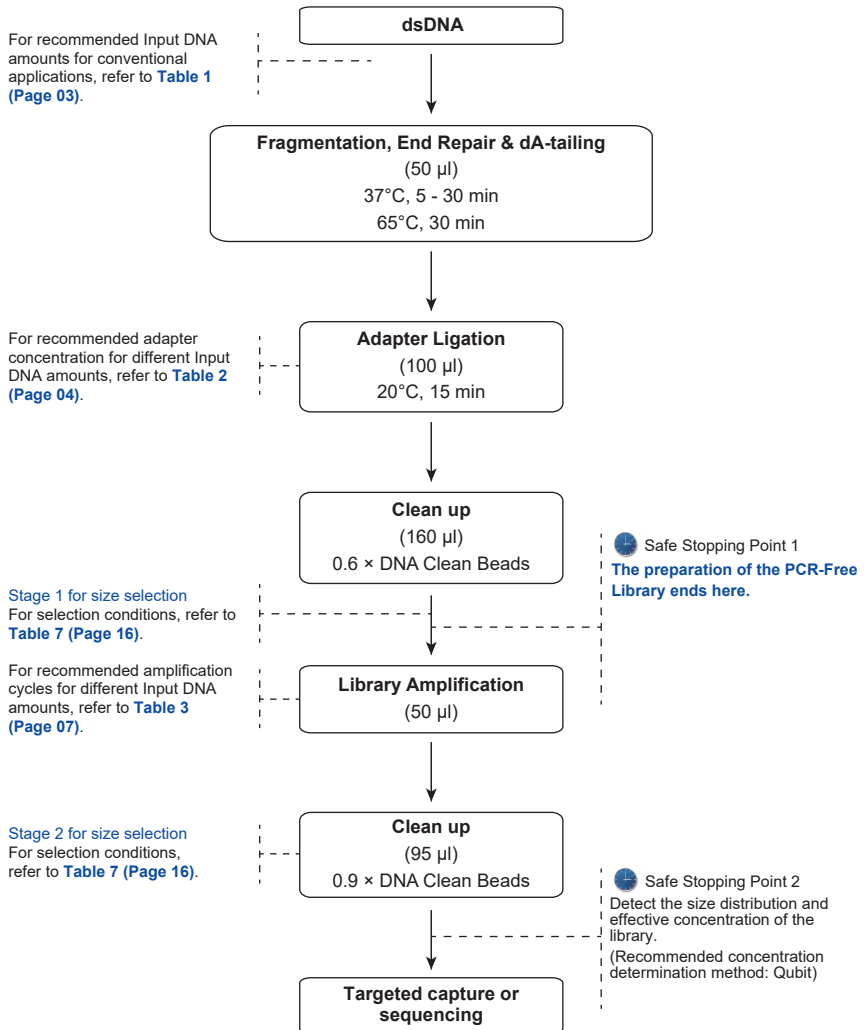 dsDNA
For recommended Input DNA
amounts for conventional
applications, refer to Table 1
(Page 03).
Fragmentation, End Repair & dA-tailing
(50 μl)
37°C, 5 - 30 min
65°C, 30 min
For recommended adapter
concentration for different Input
DNA amounts, refer to Table 2
(Page 04).
Adapter Ligation
(100 μl)
20°C, 15 min
Clean up
(160 μl)
0.6 × DNA Clean Beads
Safe Stopping Point 1
The preparation of the PCR-Free
Library ends here.
Stage 1 for size selection
For selection conditions, refer to
Table 7 (Page 16).
For recommended amplification
cycles for different Input DNA
amounts, refer to Table 3
(Page 07).
Library Amplification
(50 μl)
Stage 2 for size selection
For selection conditions,
refer to Table 7 (Page 16).
Clean up
(95 μl)
0.9 × DNA Clean Beads
Safe Stopping Point 2
Detect the size distribution and
effective concentration of the
library.
(Recommended concentration
determination method: Qubit)
Targeted capture or
sequencing